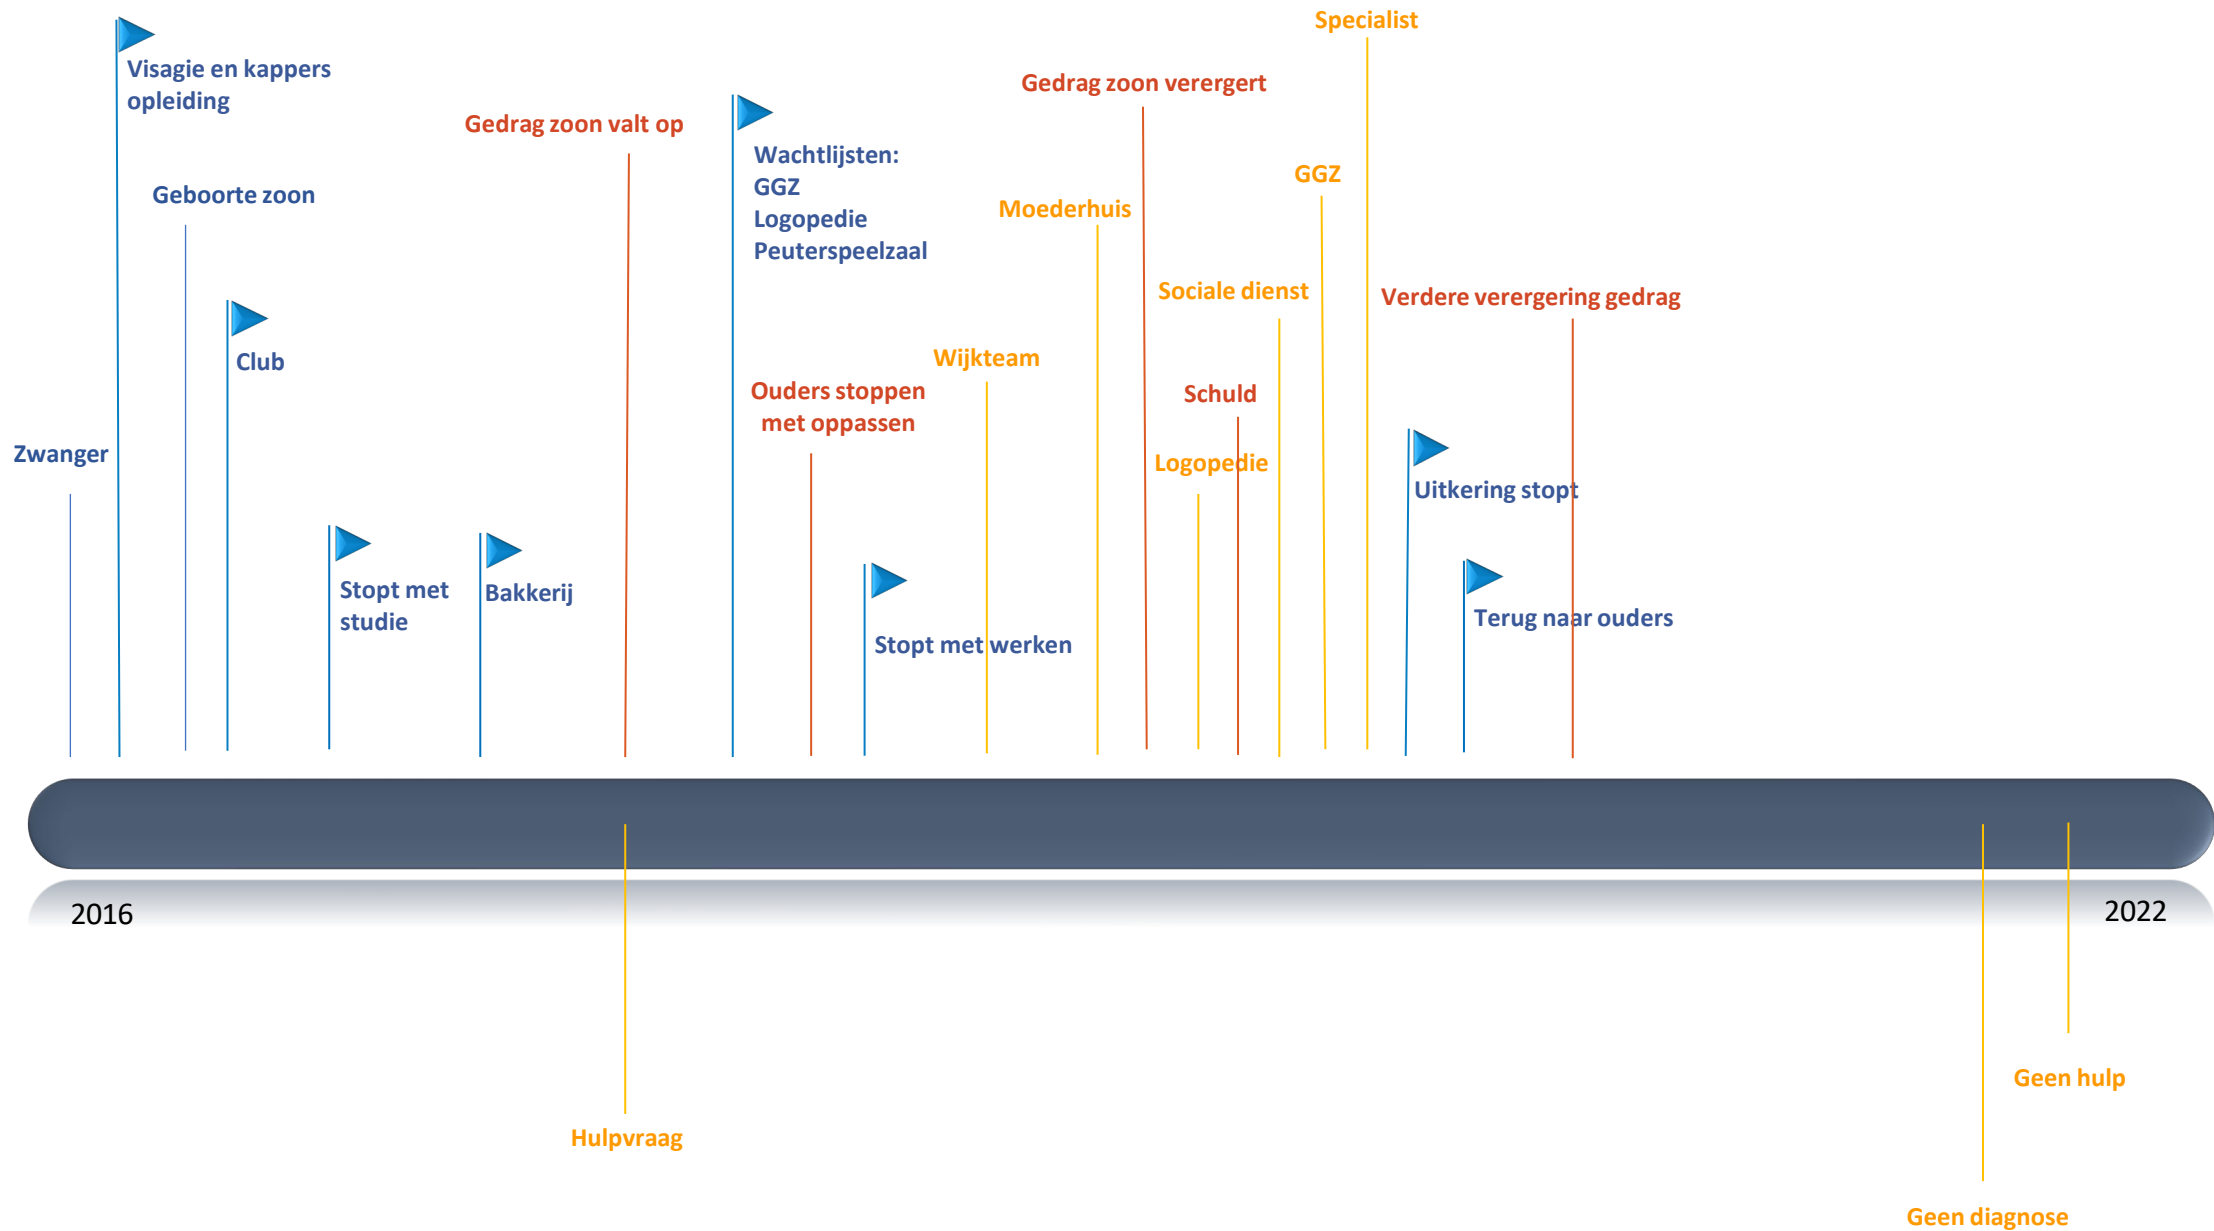 Specialist
Visagie en kappers
opleiding
Gedrag zoon verergert
Gedrag zoon valt op
Wachtlijsten:
GGZ
Logopedie
Peuterspeelzaal
GGZ
Geboorte zoon
Moederhuis
Sociale dienst
Verdere verergering gedrag
Club
Wijkteam
Ouders stoppen
met oppassen
Schuld
Zwanger
Logopedie
Uitkering stopt
Stopt met
studie
Bakkerij
Terug naar ouders
Stopt met werken
2016
2022
Geen hulp
Hulpvraag
Geen diagnose